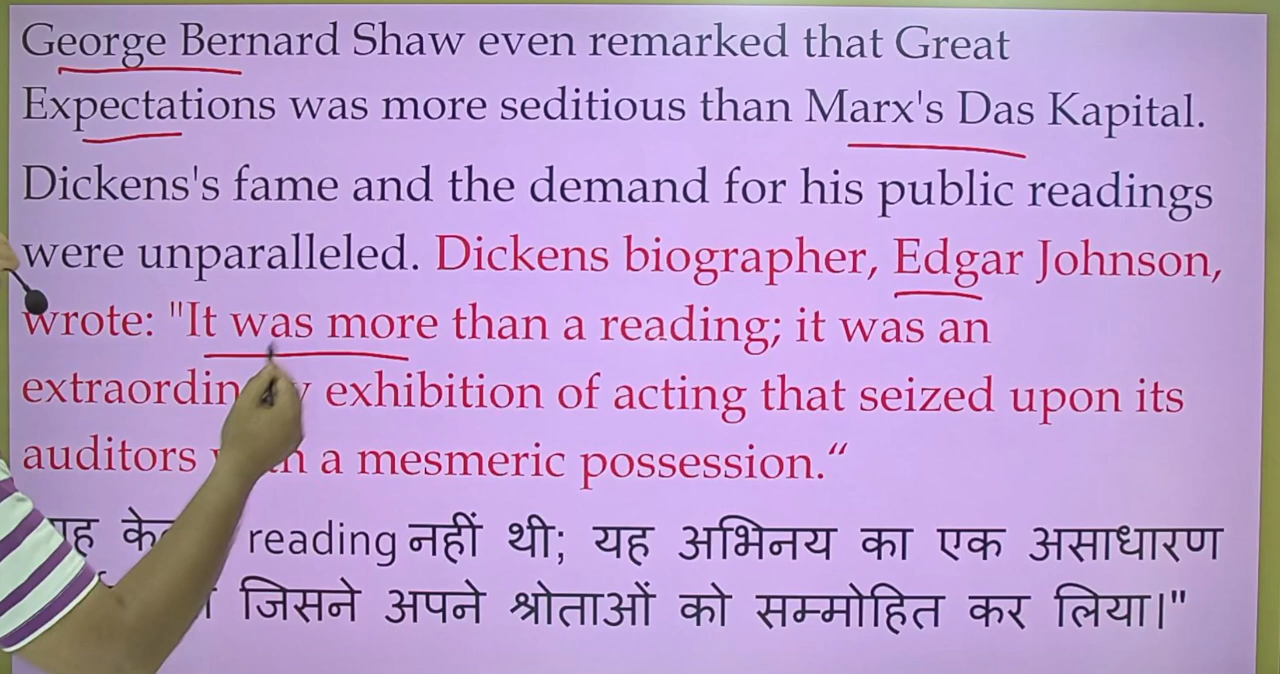 George Bernard Shaw even remarked that Great
Expectations was more seditious than Marx's Das Kapital.
Dickens's fame and the demand for his public readings
were unparalleled. Dickens biographer, Edgar Johnson,
wrote: "It was more than a reading; it was an
exhibition of acting that seized upon its
auditors a mesmeric possession.“
reading नहीं थी; यह अभिनय का एक असाधारण
जिसने अपने श्रोताओं को सम्मोहित कर लिया।"